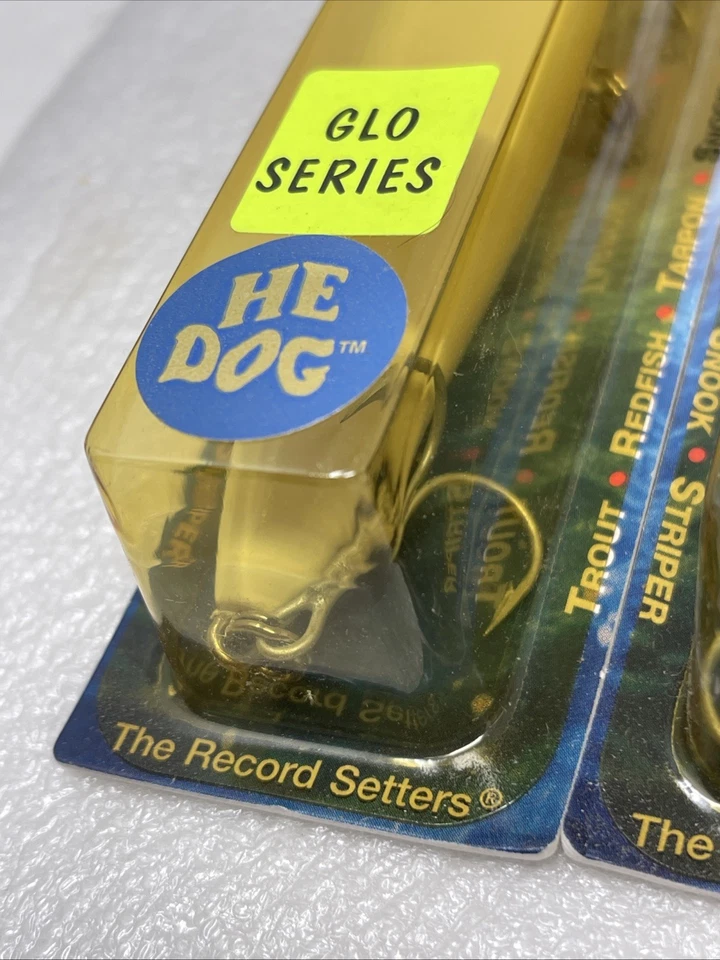 GLO
SERIES
HE
DOG™
TROUT • REDFISH • TARPON •
SNOOK • STRIPER
The Record Setters®
The